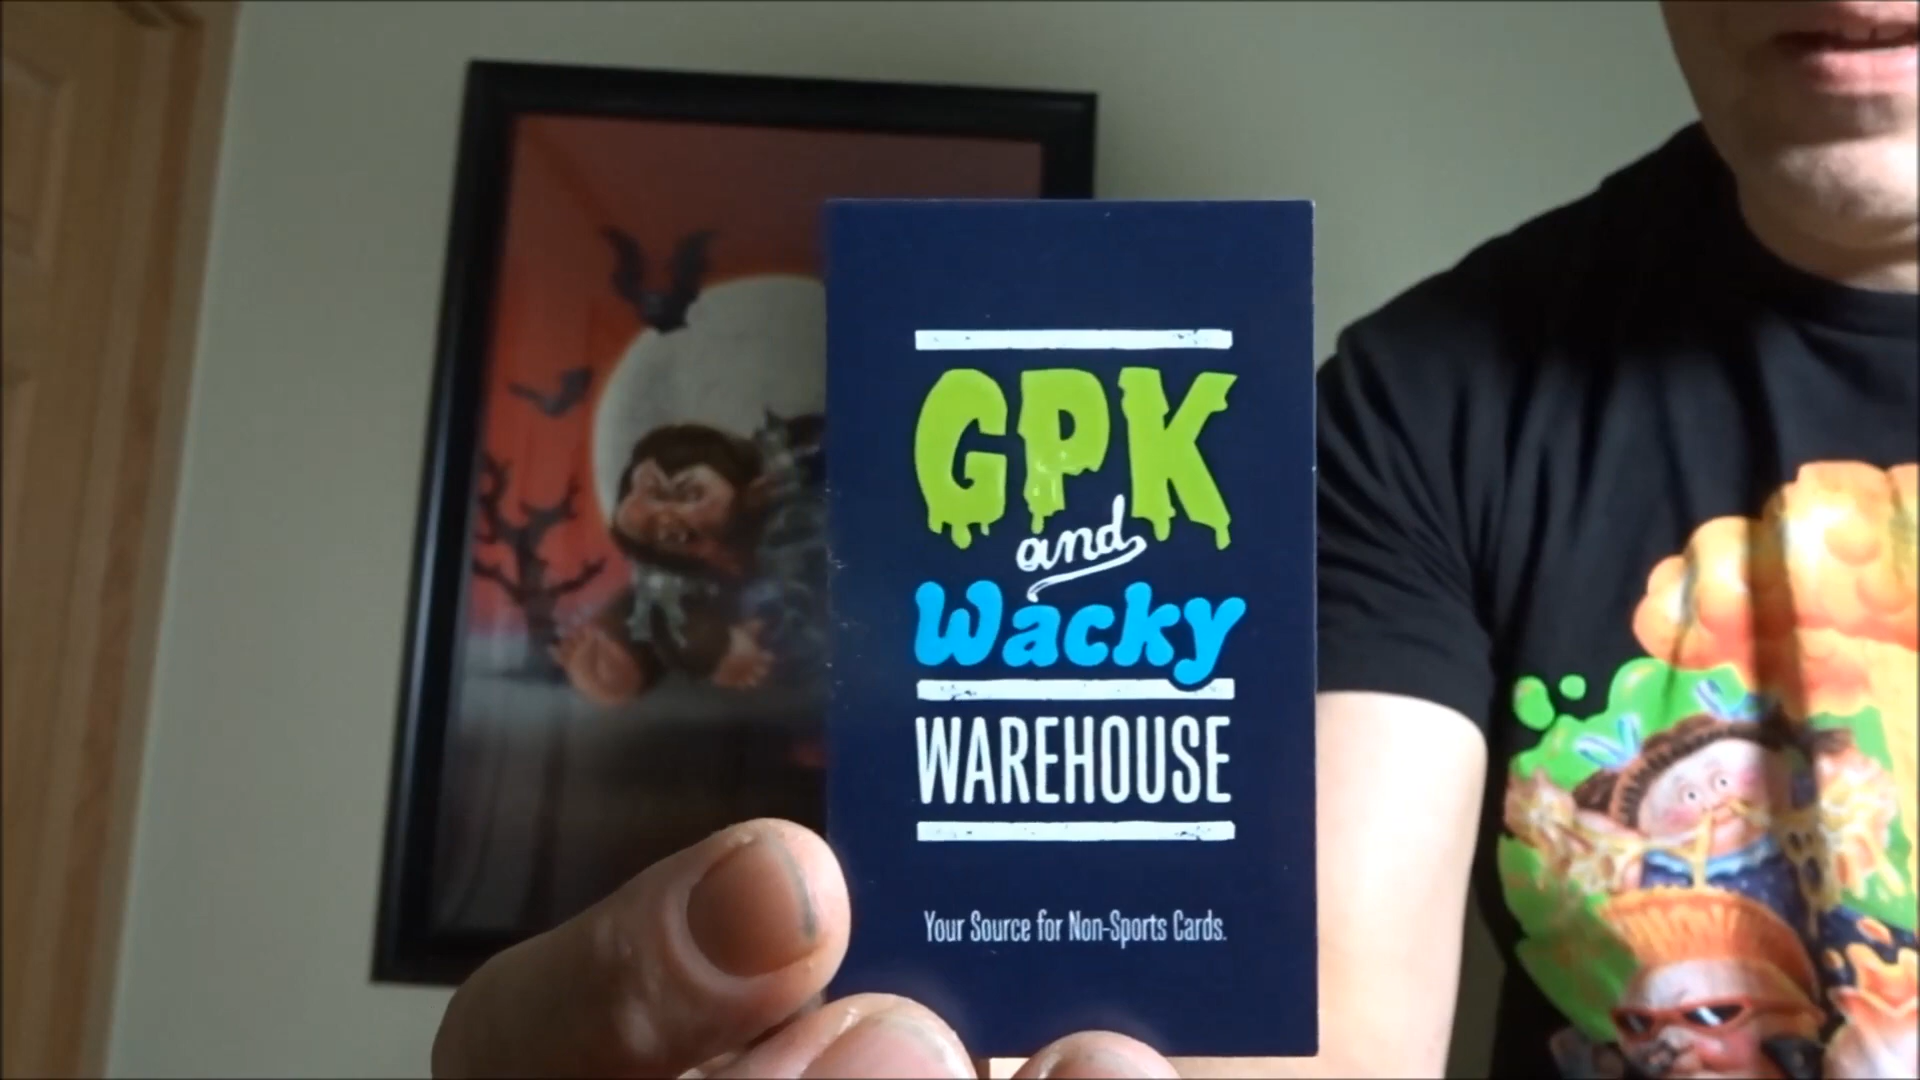 GPK
and
Wacky
WAREHOUSE
Your Source for Non-Sports Cards.